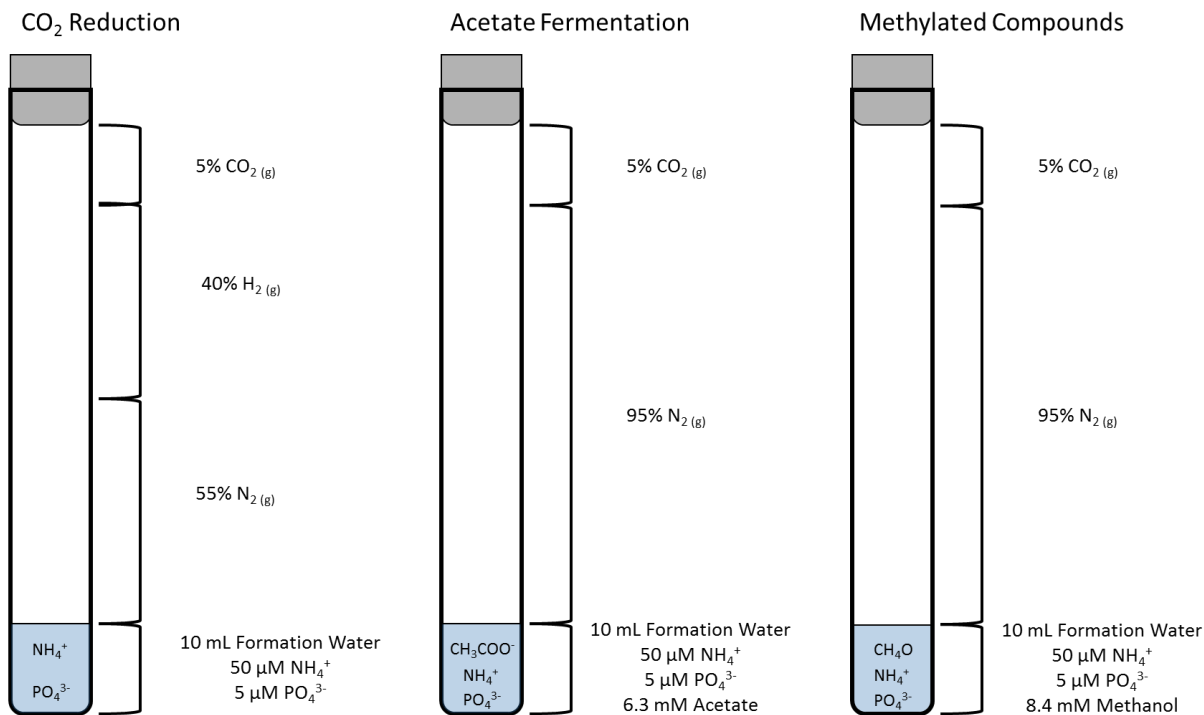 CO₂ Reduction
5% CO₂ (g)
40% H₂ (g)
55% N₂ (g)
NH₄⁺
PO₄³⁻
10 mL Formation Water
50 µM NH₄⁺
5 µM PO₄³⁻
Acetate Fermentation
5% CO₂ (g)
95% N₂ (g)
CH₃COO⁻
NH₄⁺
PO₄³⁻
10 mL Formation Water
50 µM NH₄⁺
5 µM PO₄³⁻
6.3 mM Acetate
Methylated Compounds
5% CO₂ (g)
95% N₂ (g)
CH₄O
NH₄⁺
PO₄³⁻
10 mL Formation Water
50 µM NH₄⁺
5 µM PO₄³⁻
8.4 mM Methanol